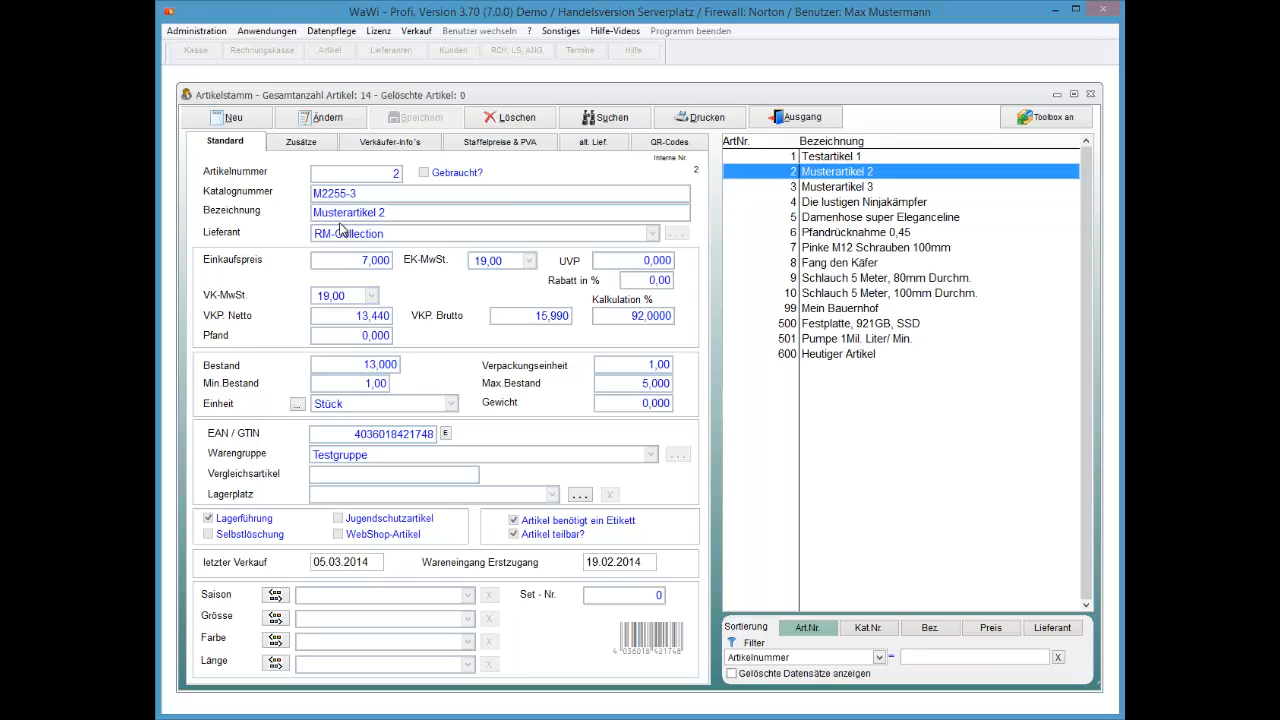 WaWi - Profi, Version 3.70 (7.0.0) Demo / Handelsversion Serverplatz / Firewall: Norton / Benutzer: Max Mustermann
Administration Anwendungen Datenpflege Lizenz Verkauf Benutzer wechseln ? Sonstiges Hilfe-Videos Programm beenden
Kasse Rechnungskasse Artikel Lieferanten Kunden RCH, LS, ANG Termine Hilfe
Artikelstamm - Gesamtanzahl Artikel: 14 - Gelöschte Artikel: 0
Neu Ändern Speichern Löschen Suchen Drucken Ausgang Toolbox an
Standard Zusätze Verkäufer-Info´s Staffelpreise & PVA alt. Lief. QR-Codes
Interne Nr.
2
Artikelnummer 2 Gebraucht?
Katalognummer M2255-3
Bezeichnung Musterartikel 2
Lieferant RM-Collection ...
Einkaufspreis 7,000 EK-MwSt. 19,00 UVP 0,000
Rabatt in % 0,00
VK-MwSt. 19,00 Kalkulation %
VKP. Netto 13,440 VKP. Brutto 15,990 92,0000
Pfand 0,000
Bestand 13,000 Verpackungseinheit 1,00
Min.Bestand 1,00 Max.Bestand 5,000
Einheit ... Stück Gewicht 0,000
EAN / GTIN 4036018421748 E
Warengruppe Testgruppe ...
Vergleichsartikel
Lagerplatz ... X
Lagerführung Jugendschutzartikel Artikel benötigt ein Etikett
Selbstlöschung WebShop-Artikel Artikel teilbar?
letzter Verkauf 05.03.2014 Wareneingang Erstzugang 19.02.2014
Saison X Set - Nr. 0
Grösse X
Farbe X
Länge X
4 036018 421748
ArtNr. Bezeichnung
1 Testartikel 1
2 Musterartikel 2
3 Musterartikel 3
4 Die lustigen Ninjakämpfer
5 Damenhose super Eleganceline
6 Pfandrücknahme 0,45
7 Pinke M12 Schrauben 100mm
8 Fang den Käfer
9 Schlauch 5 Meter, 80mm Durchm.
10 Schlauch 5 Meter, 100mm Durchm.
99 Mein Bauernhof
500 Festplatte, 921GB, SSD
501 Pumpe 1Mil. Liter/ Min.
600 Heutiger Artikel
Sortierung Art.Nr. Kat.Nr. Bez. Preis Lieferant
Filter
Artikelnummer = X
Gelöschte Datensätze anzeigen